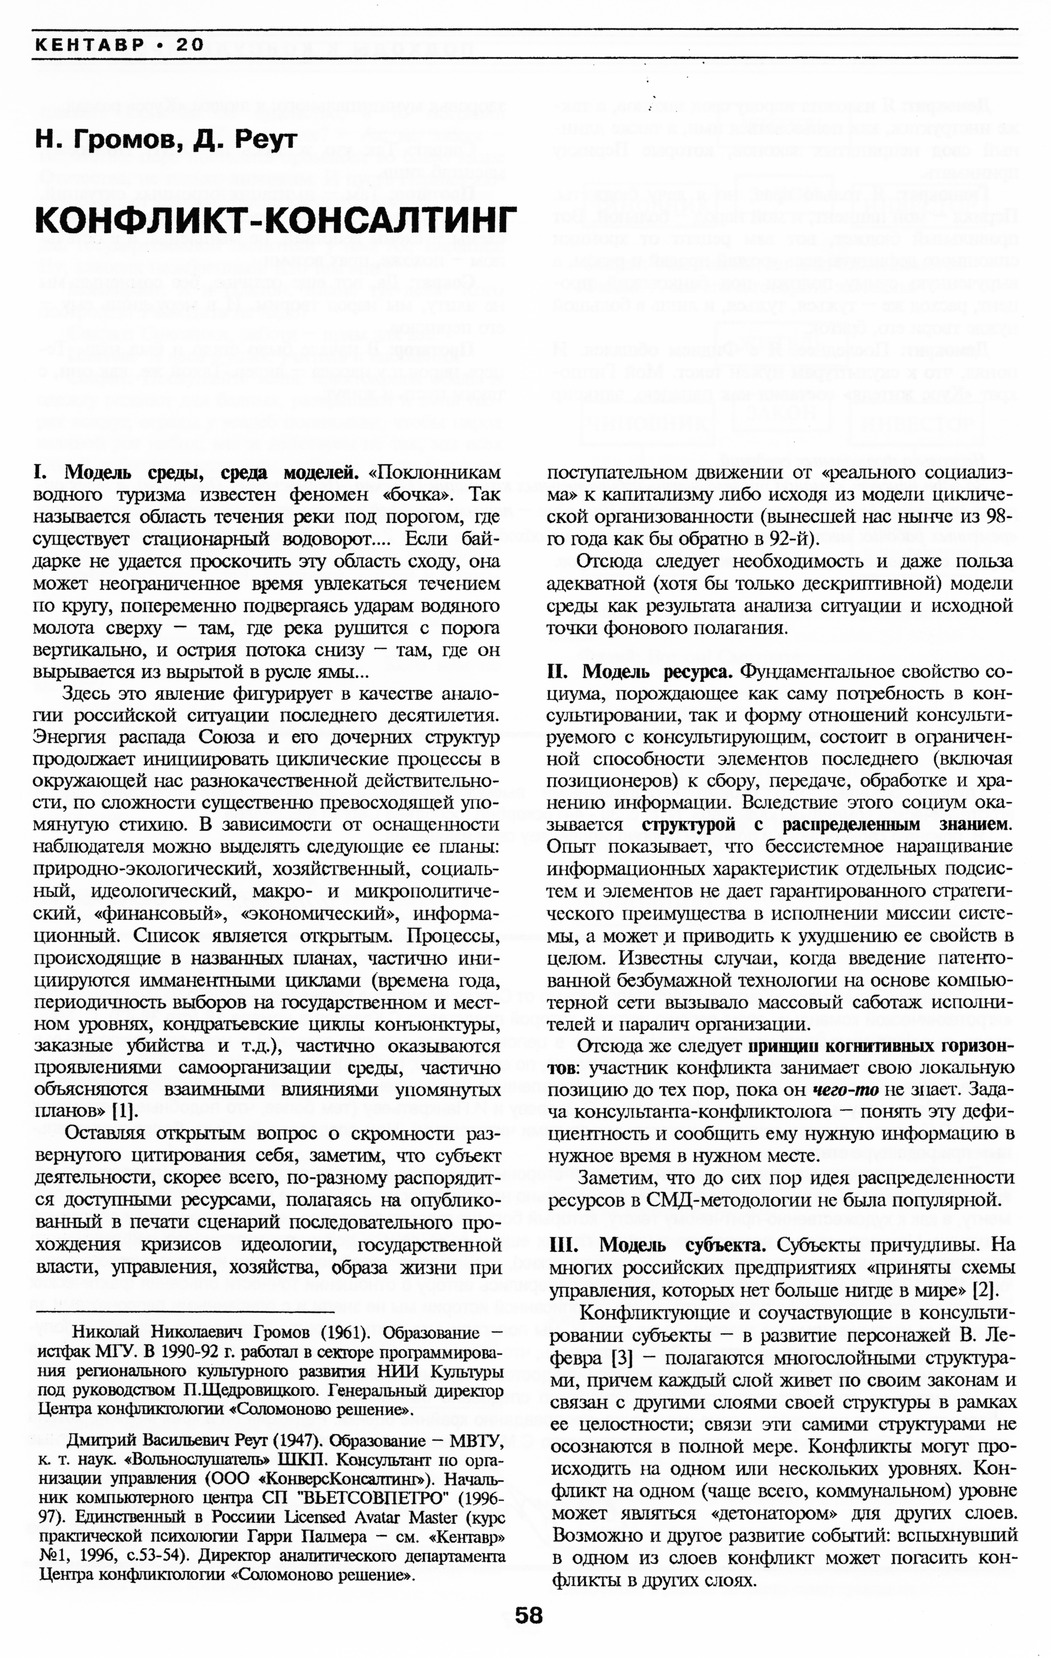 КЕНТАВР • 20
Н. Громов, Д. Реут
КОНФЛИКТ-КОНСАЛТИНГ
I. Модель среды, среда моделей. «Поклонникам
водного туризма известен феномен «бочка». Так
называется область течения реки под порогом, где
существует стационарный водоворот.... Если бай-
дарке не удается проскочить эту область сходу, она
может неограниченное время увлекаться течением
по кругу, попеременно подвергаясь ударам водяного
молота сверху — там, где река рушится с порога
вертикально, и острия потока снизу — там, где он
вырывается из вырытой в русле ямы...
Здесь это явление фигурирует в качестве анало-
гии российской ситуации последнего десятилетия.
Энергия распада Союза и его дочерних структур
продолжает инициировать циклические процессы в
окружающей нас разнокачественной действительно-
сти, по сложности существенно превосходящей упо-
мянутую стихию. В зависимости от оснащенности
наблюдателя можно выделять следующие ее планы:
природно-экологический, хозяйственный, социаль-
ный, идеологический, макро- и микрополитиче-
ский, «финансовый», «экономический», информа-
ционный. Список является открытым. Процессы,
происходящие в названных планах, частично ини-
циируются имманентными циклами (времена года,
периодичность выборов на государственном и мест-
ном уровнях, кондратьевские циклы конъюнктуры,
заказные убийства и т.д.), частично оказываются
проявлениями самоорганизации среды, частично
объясняются взаимными влияниями упомянутых
планов» [1].
Оставляя открытым вопрос о скромности раз-
вернутого цитирования себя, заметим, что субъект
деятельности, скорее всего, по-разному распорядит-
ся доступными ресурсами, полагаясь на опублико-
ванный в печати сценарий последовательного про-
хождения кризисов идеологии, государственной
власти, управления, хозяйства, образа жизни при
Николай Николаевич Громов (1961). Образование —
истфак МГУ. В 1990-92 г. работал в секторе программирова-
ния регионального культурного развития НИИ Культуры
под руководством П.Щедровицкого. Генеральный директор
Центра конфликтологии «Соломоново решение».
Дмитрий Васильевич Реут (1947). Образование — МВТУ,
к. т. наук. «Вольнослушатель» ШКП. Консультант по орга-
низации управления (ООО «КонверсКонсалтинг»). Началь-
ник компьютерного центра СП "ВЬЕТСОВПЕТРО" (1996-
97). Единственный в Россиии Licensed Avatar Master (курс
практической психологии Гарри Палмера — см. «Кентавр»
№1, 1996, с.53-54). Директор аналитического департамента
Центра конфликтологии «Соломоново решение».
поступательном движении от «реального социализ-
ма» к капитализму либо исходя из модели цикличе-
ской организованности (вынесшей нас нынче из 98-
го года как бы обратно в 92-й).
Отсюда следует необходимость и даже польза
адекватной (хотя бы только дескриптивной) модели
среды как результата анализа ситуации и исходной
точки фонового полагания.
II. Модель ресурса. Фундаментальное свойство со-
циума, порождающее как саму потребность в кон-
сультировании, так и форму отношений консульти-
руемого с консультирующим, состоит в ограничен-
ной способности элементов последнего (включая
позиционеров) к сбору, передаче, обработке и хра-
нению информации. Вследствие этого социум ока-
зывается структурой с распределенным знанием.
Опыт показывает, что бессистемное наращивание
информационных характеристик отдельных подсис-
тем и элементов не дает гарантированного стратеги-
ческого преимущества в исполнении миссии систе-
мы, а может и приводить к ухудшению ее свойств в
целом. Известны случаи, когда введение патенто-
ванной безбумажной технологии на основе компью-
терной сети вызывало массовый саботаж исполни-
телей и паралич организации.
Отсюда же следует принцип когнитивных горизон-
тов: участник конфликта занимает свою локальную
позицию до тех пор, пока он чего-то не знает. Зада-
ча консультанта-конфликтолога — понять эту дефи-
циентность и сообщить ему нужную информацию в
нужное время в нужном месте.
Заметим, что до сих пор идея распределенности
ресурсов в СМД-методологии не была популярной.
III. Модель субъекта. Субъекты причудливы. На
многих российских предприятиях «приняты схемы
управления, которых нет больше нигде в мире» [2].
Конфликтующие и соучаствующие в консульти-
ровании субъекты — в развитие персонажей В. Ле-
февра [3] — полагаются многослойными структура-
ми, причем каждый слой живет по своим законам и
связан с другими слоями своей структуры в рамках
ее целостности; связи эти самими структурами не
осознаются в полной мере. Конфликты могут про-
исходить на одном или нескольких уровнях. Кон-
фликт на одном (чаще всего, коммунальном) уровне
может являться «детонатором» для других слоев.
Возможно и другое развитие событий: вспыхнувший
в одном из слоев конфликт может погасить кон-
фликты в других слоях.
58